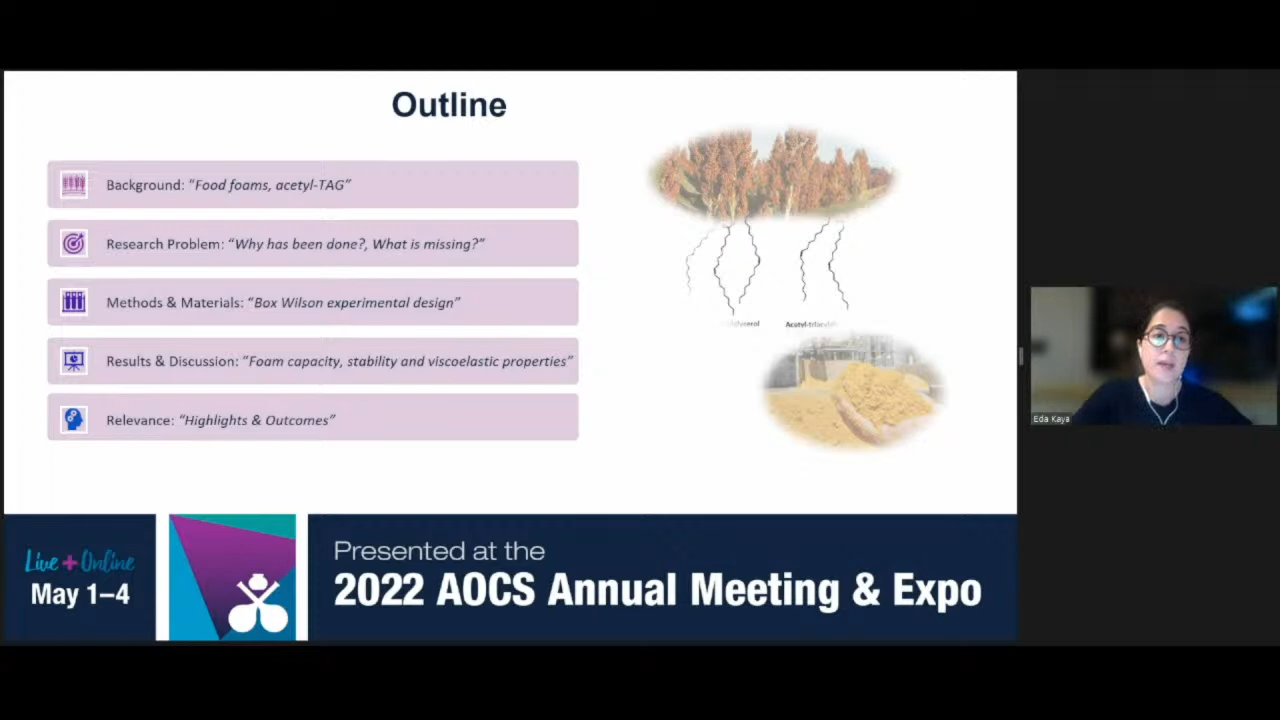 Outline
Background: “Food foams, acetyl-TAG”
Research Problem: “Why has been done?, What is missing?”
Methods & Materials: “Box Wilson experimental design”
Results & Discussion: “Foam capacity, stability and viscoelastic properties”
Relevance: “Highlights & Outcomes”
Eda Kaya
Live + Online
May 1–4
Presented at the
2022 AOCS Annual Meeting & Expo